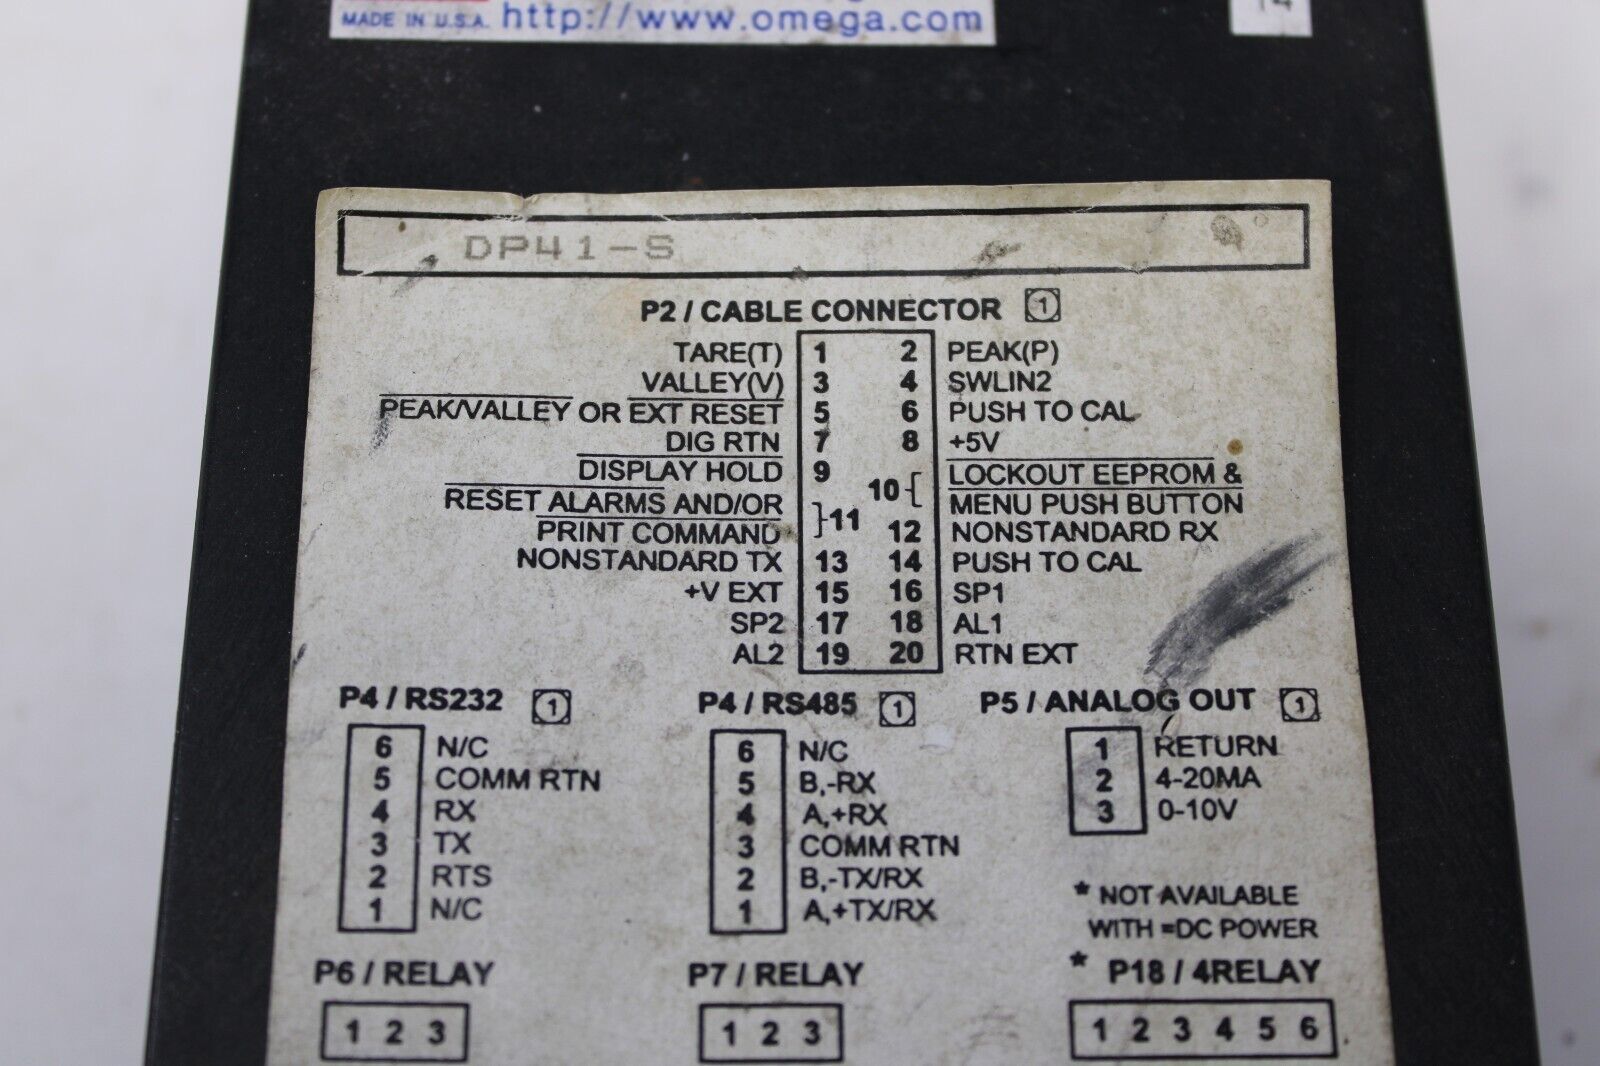 MADE IN U.S.A. http://www.omega.com
14
DP41-S
P2 / CABLE CONNECTOR 1
TARE(T) 1 2 PEAK(P)
VALLEY(V) 3 4 SWLIN2
PEAK/VALLEY OR EXT RESET 5 6 PUSH TO CAL
DIG RTN 7 8 +5V
DISPLAY HOLD 9 10 { LOCKOUT EEPROM &
MENU PUSH BUTTON
RESET ALARMS AND/OR } 11
PRINT COMMAND 12 NONSTANDARD RX
NONSTANDARD TX 13 14 PUSH TO CAL
+V EXT 15 16 SP1
SP2 17 18 AL1
AL2 19 20 RTN EXT
P4 / RS232 1
6 N/C
5 COMM RTN
4 RX
3 TX
2 RTS
1 N/C
P4 / RS485 1
6 N/C
5 B,-RX
4 A,+RX
3 COMM RTN
2 B,-TX/RX
1 A,+TX/RX
P5 / ANALOG OUT 1
1 RETURN
2 4-20MA
3 0-10V
* NOT AVAILABLE
WITH =DC POWER
P6 / RELAY
1 2 3
P7 / RELAY
1 2 3
* P18 / 4RELAY
1 2 3 4 5 6